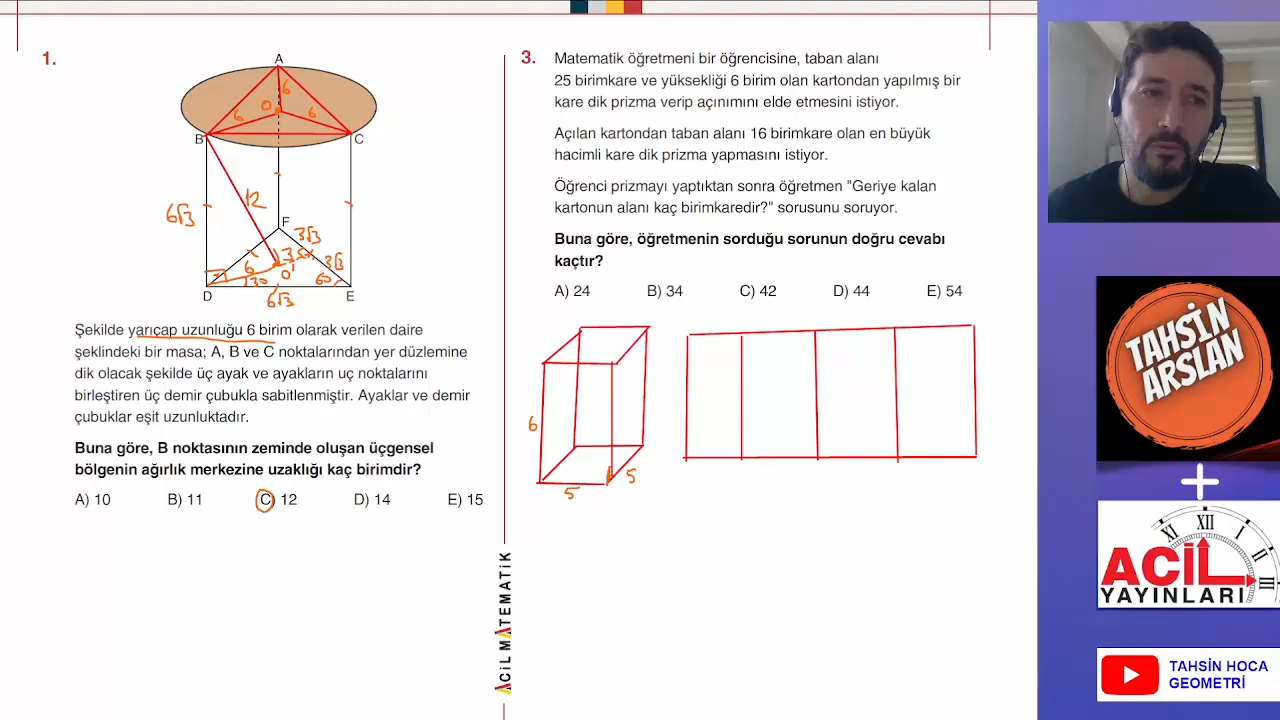 1.
A
6
O
6
6
B
C
12
6√3
F
3√3
3√3
6
O'
60
D
6√3
E
Şekilde yarıçap uzunluğu 6 birim olarak verilen daire
şeklindeki bir masa; A, B ve C noktalarından yer düzlemine
dik olacak şekilde üç ayak ve ayakların uç noktalarını
birleştiren üç demir çubukla sabitlenmiştir. Ayaklar ve demir
çubuklar eşit uzunluktadır.
Buna göre, B noktasının zeminde oluşan üçgensel
bölgenin ağırlık merkezine uzaklığı kaç birimdir?
A) 10 B) 11 C) 12 D) 14 E) 15
ACİL MATEMATİK
3. Matematik öğretmeni bir öğrencisine, taban alanı
25 birimkare ve yüksekliği 6 birim olan kartondan yapılmış bir
kare dik prizma verip açınımını elde etmesini istiyor.
Açılan kartondan taban alanı 16 birimkare olan en büyük
hacimli kare dik prizma yapmasını istiyor.
Öğrenci prizmayı yaptıktan sonra öğretmen "Geriye kalan
kartonun alanı kaç birimkaredir?" sorusunu soruyor.
Buna göre, öğretmenin sorduğu sorunun doğru cevabı
kaçtır?
A) 24 B) 34 C) 42 D) 44 E) 54
6
5
5
TAHSİN
ARSLAN
+
XI XII I II III
ACİL
YAYINLARI
TAHSİN HOCA
GEOMETRİ